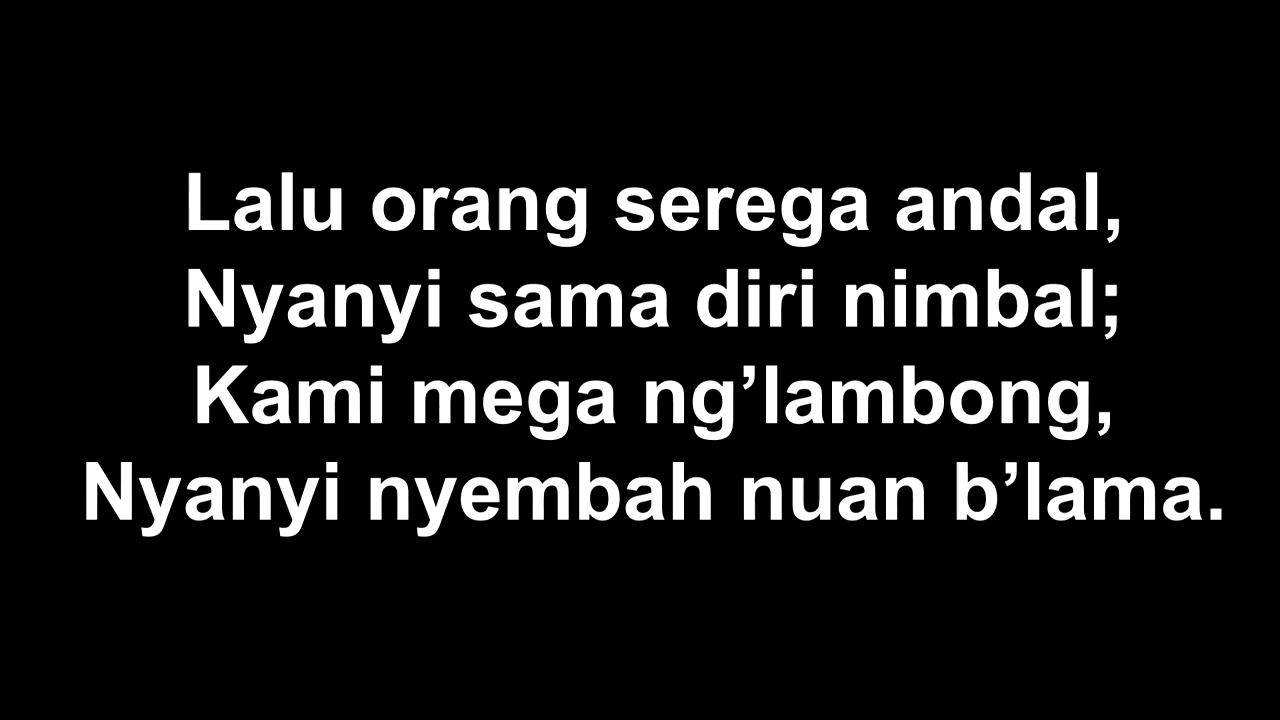 Lalu orang serega andal,
Nyanyi sama diri nimbal;
Kami mega ng’lambong,
Nyanyi nyembah nuan b’lama.